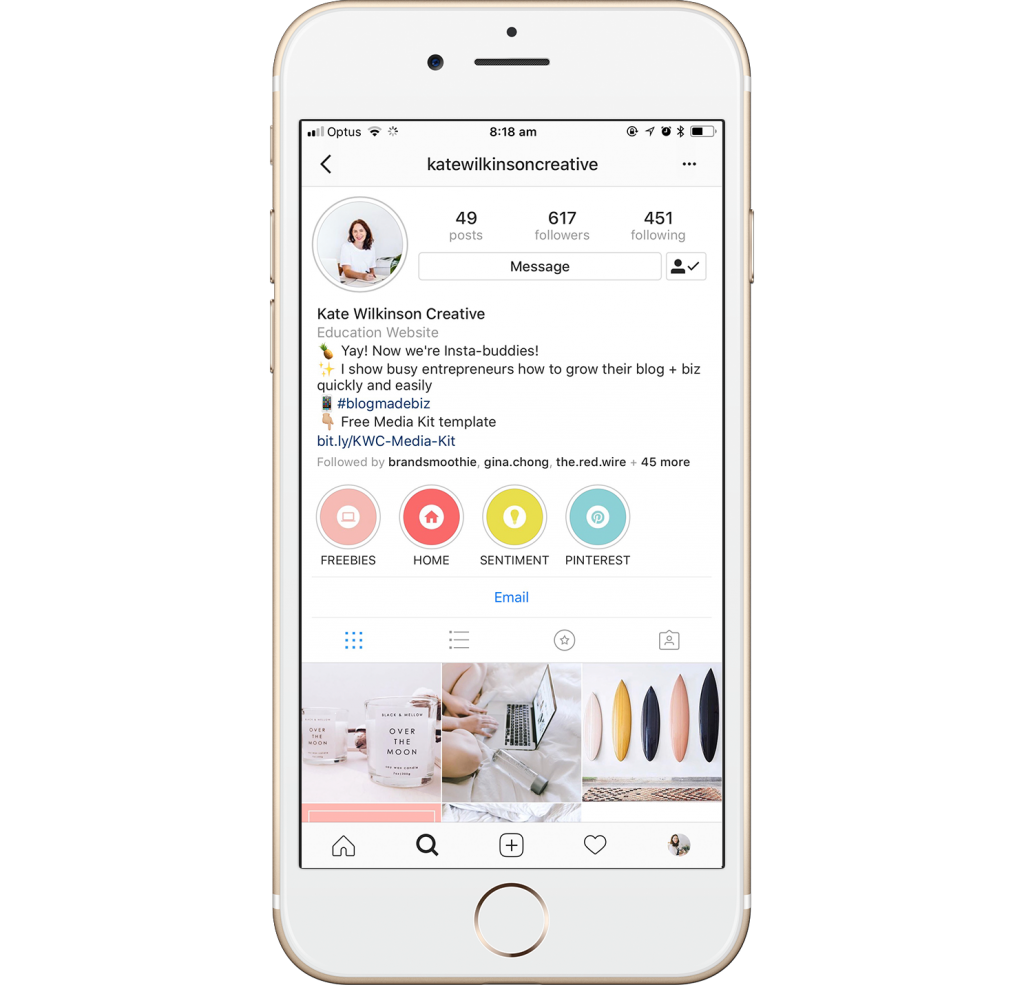 Optus 8:18 am
katewilkinsoncreative
49 617 451
posts followers following
Message
Kate Wilkinson Creative
Education Website
🍍 Yay! Now we're Insta-buddies!
✨ I show busy entrepreneurs how to grow their blog + biz
quickly and easily
📱 #blogmadebiz
👇🏼 Free Media Kit template
bit.ly/KWC-Media-Kit
Followed by brandsmoothie, gina.chong, the.red.wire + 45 more
FREEBIES HOME SENTIMENT PINTEREST
Email
BLACK & MELLOW
OVER
THE
MOON
soy wax candle
OVER
THE
MOON